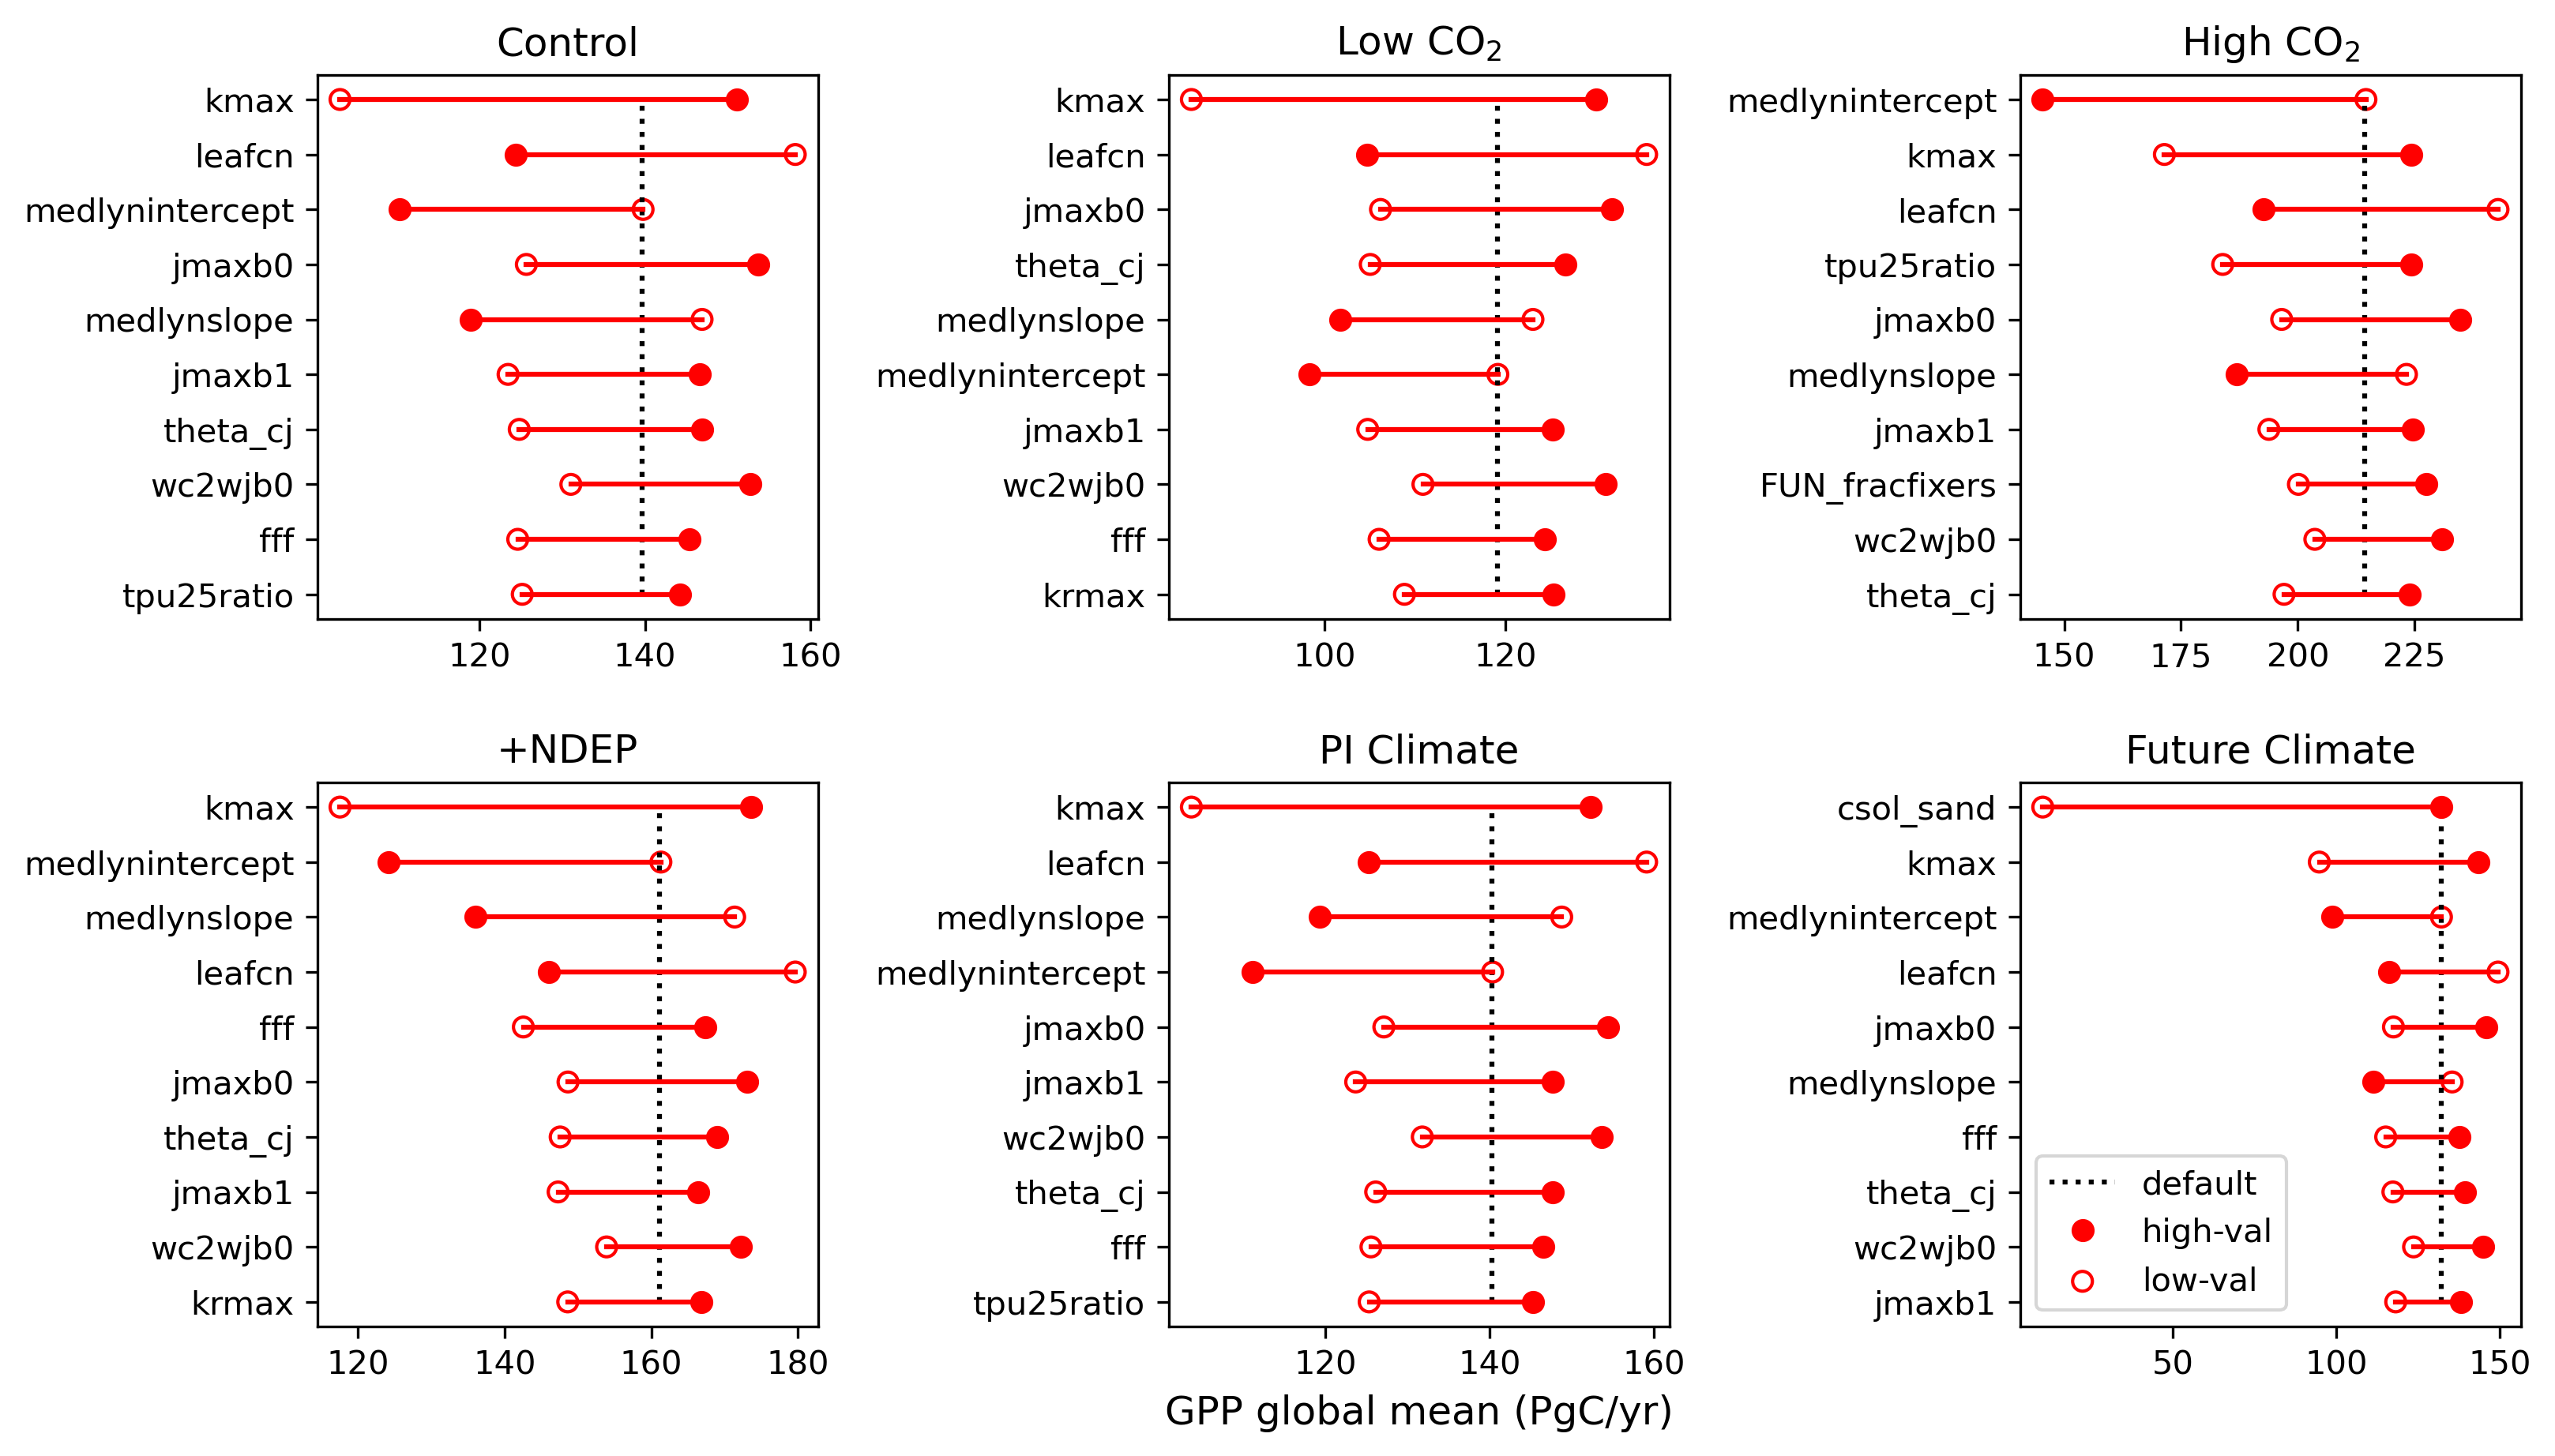 Control
kmax
leafcn
medlynintercept
jmaxb0
medlynslope
jmaxb1
theta_cj
wc2wjb0
fff
tpu25ratio
120 140 160
Low CO₂
kmax
leafcn
jmaxb0
theta_cj
medlynslope
medlynintercept
jmaxb1
wc2wjb0
fff
krmax
100 120
High CO₂
medlynintercept
kmax
leafcn
tpu25ratio
jmaxb0
medlynslope
jmaxb1
FUN_fracfixers
wc2wjb0
theta_cj
150 175 200 225
+NDEP
kmax
medlynintercept
medlynslope
leafcn
fff
jmaxb0
theta_cj
jmaxb1
wc2wjb0
krmax
120 140 160 180
PI Climate
kmax
leafcn
medlynslope
medlynintercept
jmaxb0
jmaxb1
wc2wjb0
theta_cj
fff
tpu25ratio
120 140 160
GPP global mean (PgC/yr)
Future Climate
csol_sand
kmax
medlynintercept
leafcn
jmaxb0
medlynslope
fff
theta_cj
wc2wjb0
jmaxb1
default
high-val
low-val
50 100 150